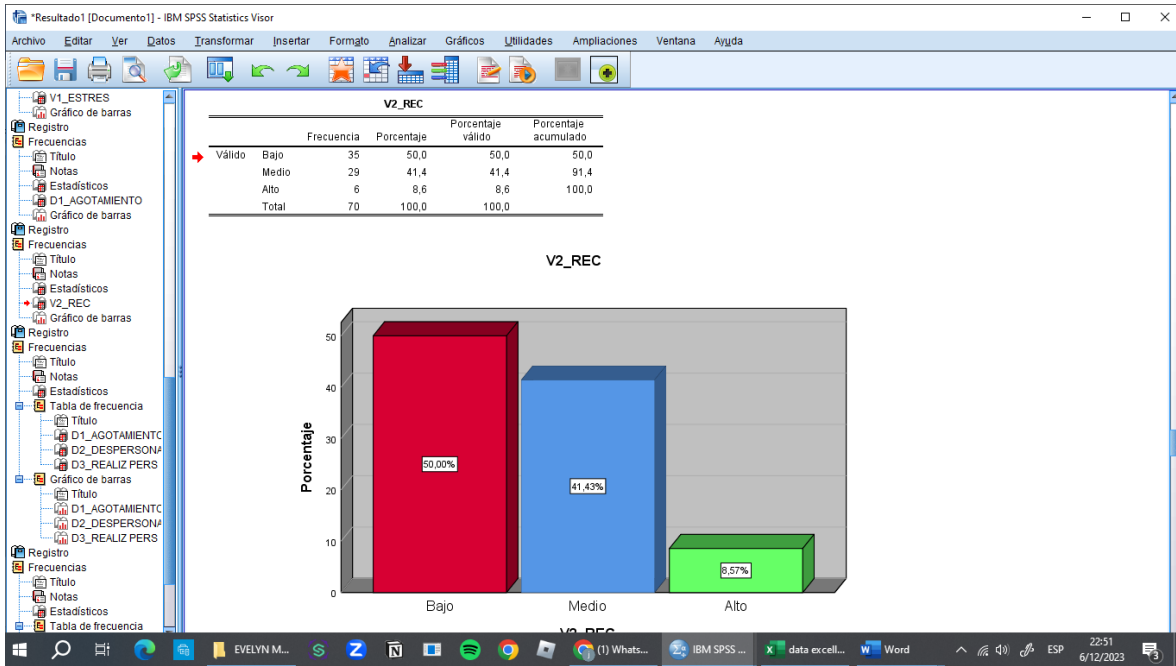 *Resultado1 [Documento1] - IBM SPSS Statistics Visor
Archivo Editar Ver Datos Transformar Insertar Formato Analizar Gráficos Utilidades Ampliaciones Ventana Ayuda
V1_ESTRES
Gráfico de barras
Registro
Frecuencias
Título
Notas
Estadísticos
D1_AGOTAMIENTO
Gráfico de barras
Registro
Frecuencias
Título
Notas
Estadísticos
V2_REC
Gráfico de barras
Registro
Frecuencias
Título
Notas
Estadísticos
Tabla de frecuencia
Título
D1_AGOTAMIENTO
D2_DESPERSONA
D3_REALIZ PERS
Gráfico de barras
Título
D1_AGOTAMIENTO
D2_DESPERSONA
D3_REALIZ PERS
Registro
Frecuencias
Título
Notas
Estadísticos
Tabla de frecuencia
V2_REC
Frecuencia Porcentaje Porcentaje válido Porcentaje acumulado
Válido Bajo 35 50,0 50,0 50,0
Medio 29 41,4 41,4 91,4
Alto 6 8,6 8,6 100,0
Total 70 100,0 100,0
V2_REC
Porcentaje
50
40
30
20
10
0
50,00%
41,43%
8,57%
Bajo Medio Alto
V2_REC
EVELYN M... (1) Whats... IBM SPSS ... data excell... Word ESP 22:51
6/12/2023